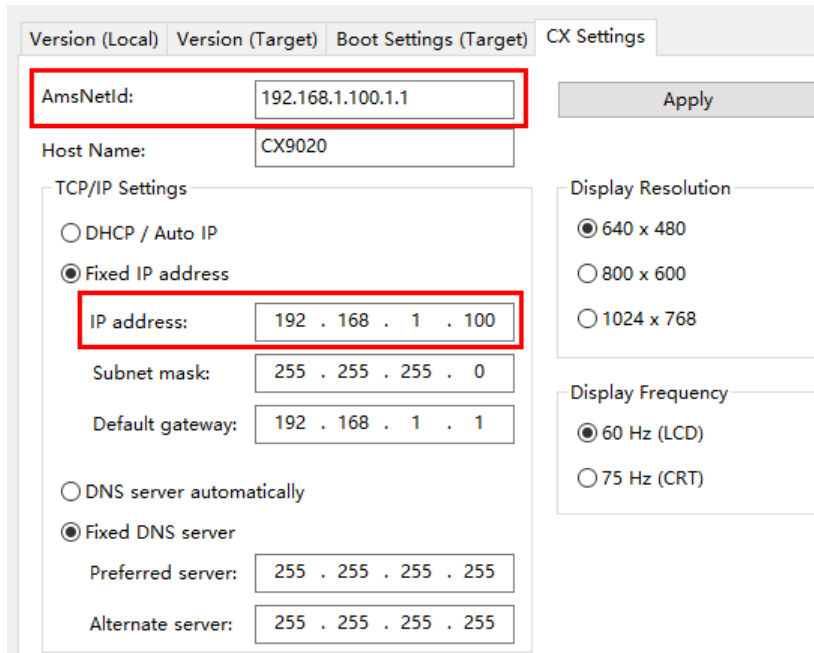 Version (Local) Version (Target) Boot Settings (Target) CX Settings
AmsNetId: 192.168.1.100.1.1 Apply
Host Name: CX9020
TCP/IP Settings Display Resolution
DHCP / Auto IP 640 x 480
Fixed IP address 800 x 600
IP address: 192 . 168 . 1 . 100 1024 x 768
Subnet mask: 255 . 255 . 255 . 0
Default gateway: 192 . 168 . 1 . 1 Display Frequency
60 Hz (LCD)
DNS server automatically 75 Hz (CRT)
Fixed DNS server
Preferred server: 255 . 255 . 255 . 255
Alternate server: 255 . 255 . 255 . 255